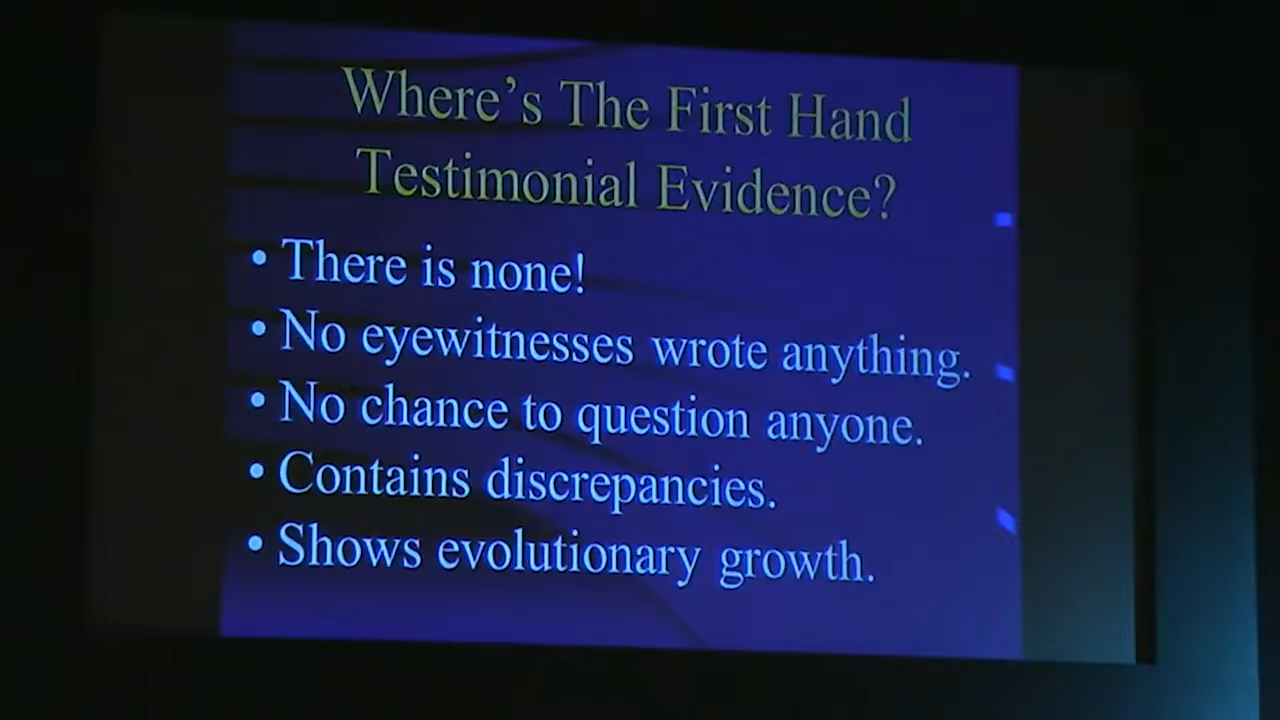 Where's The First Hand
Testimonial Evidence?
• There is none!
• No eyewitnesses wrote anything.
• No chance to question anyone.
• Contains discrepancies.
• Shows evolutionary growth.